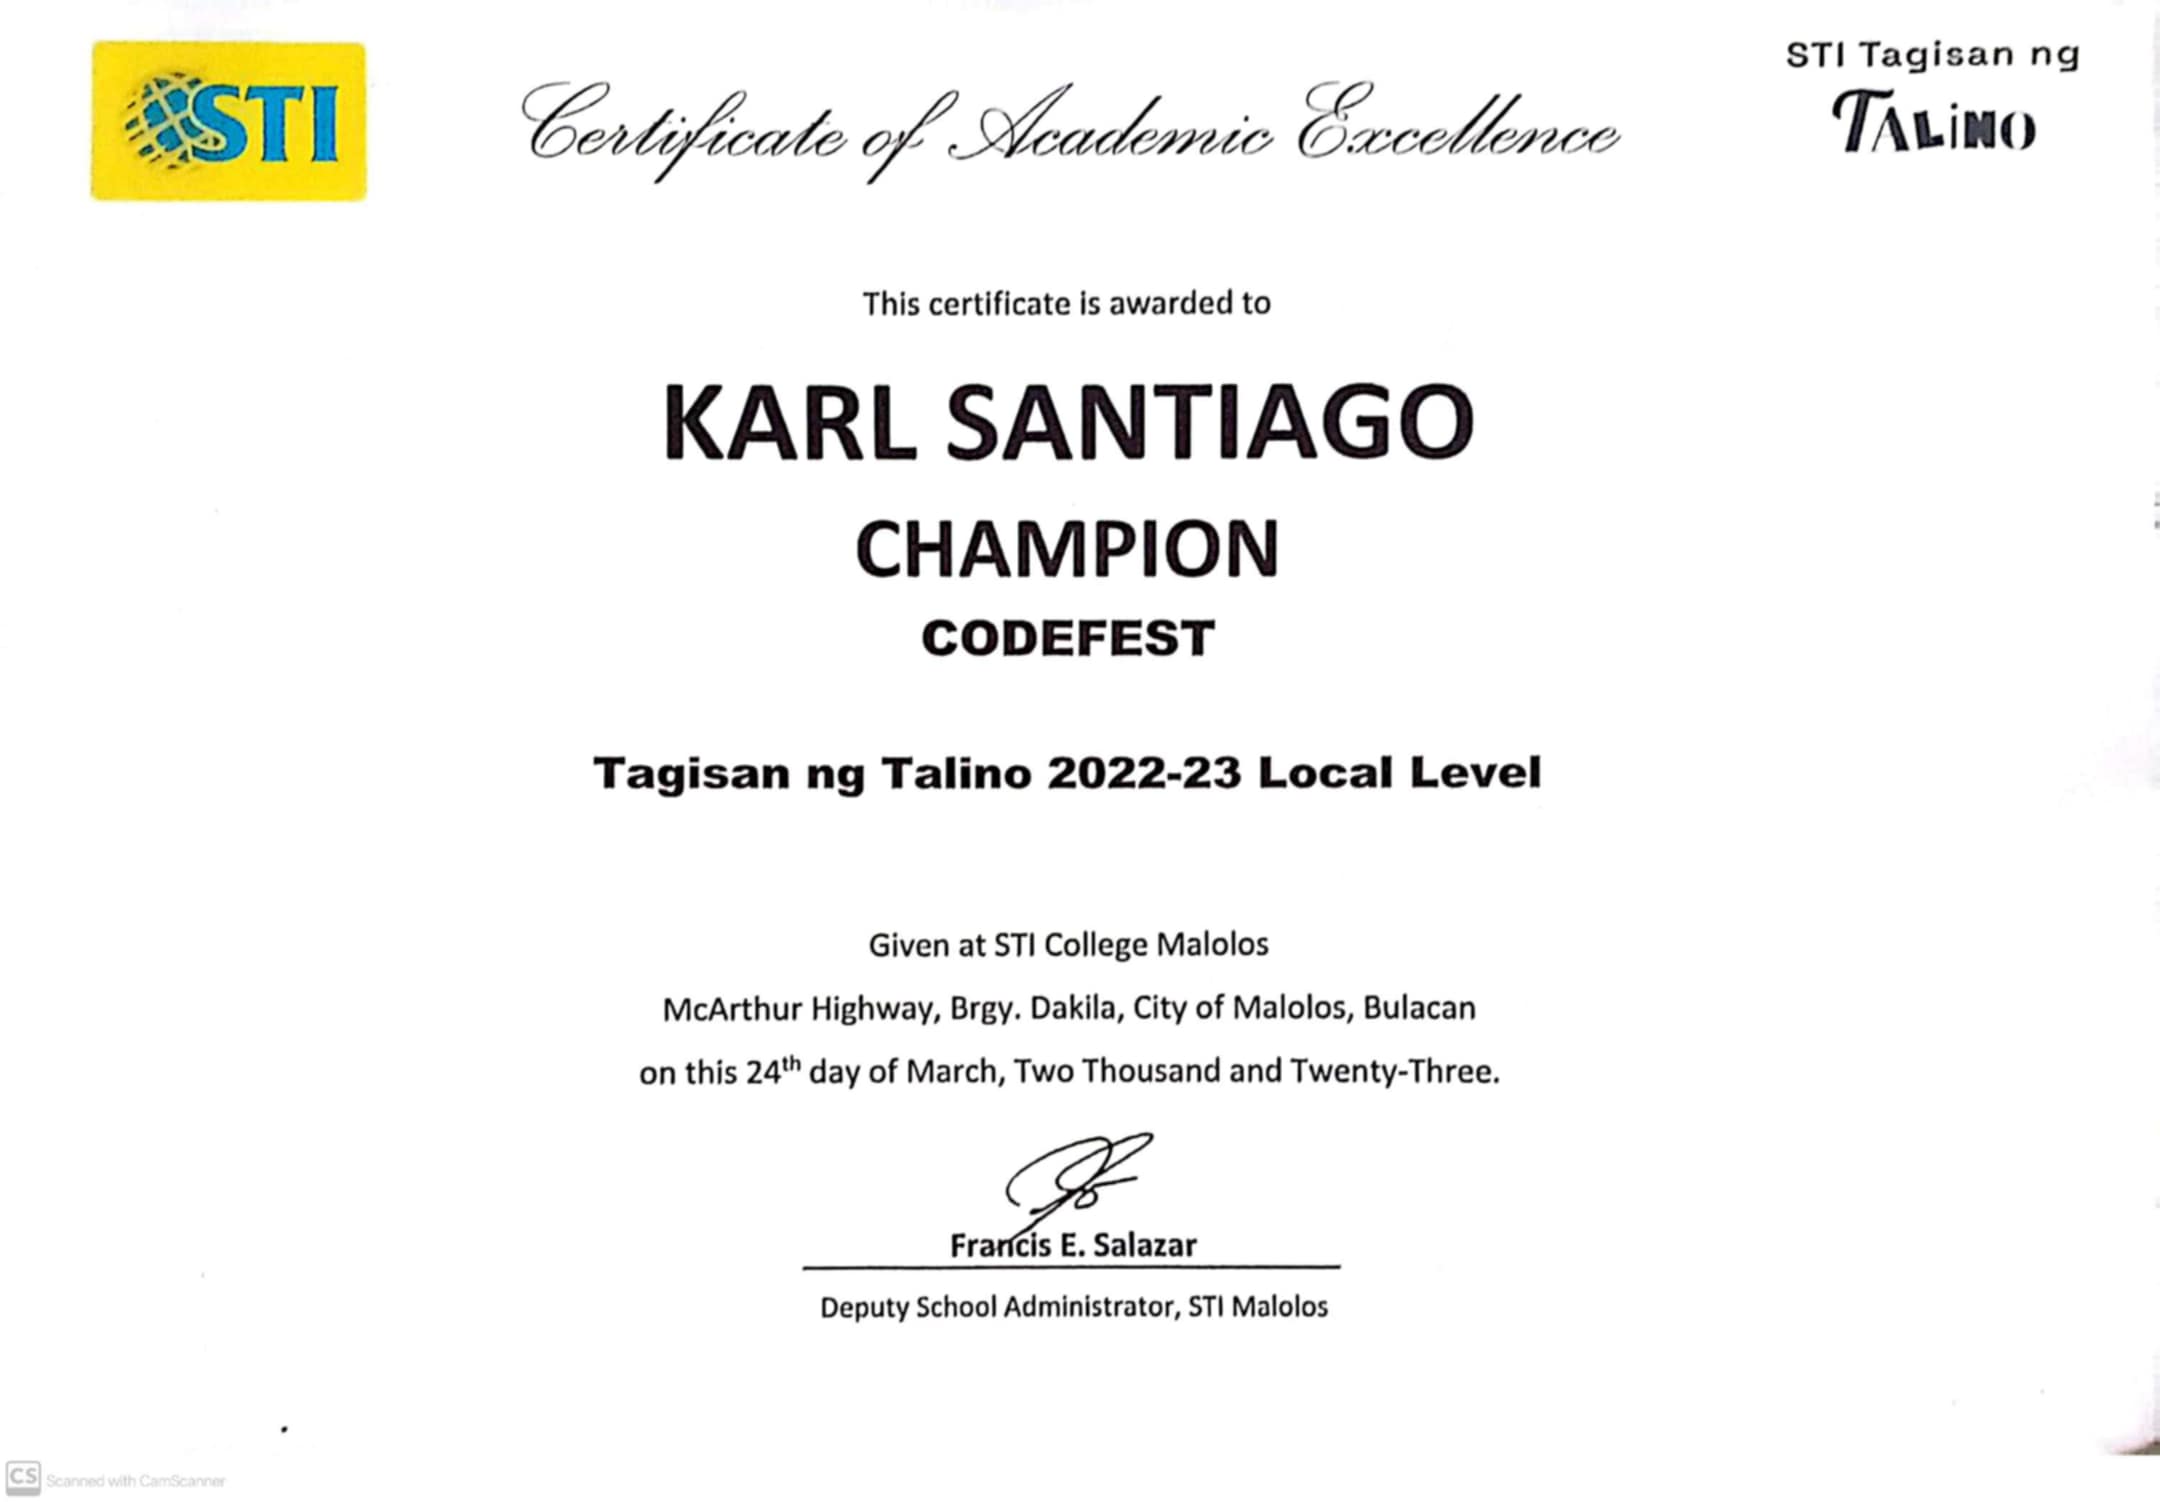 STI
Certificate of Academic Excellence
STI Tagisan ng
TALiNO
This certificate is awarded to
KARL SANTIAGO
CHAMPION
CODEFEST
Tagisan ng Talino 2022-23 Local Level
Given at STI College Malolos
McArthur Highway, Brgy. Dakila, City of Malolos, Bulacan
on this 24th day of March, Two Thousand and Twenty-Three.
Francis E. Salazar
Deputy School Administrator, STI Malolos
CS Scanned with CamScanner